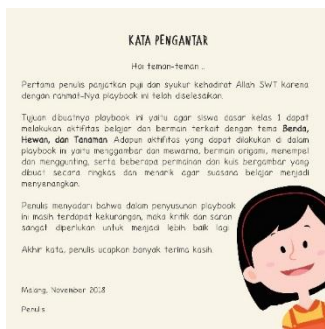 KATA PENGANTAR
Hai teman-teman ..
Pertama penulis panjatkan puji dan syukur kehadirat Allah SWT karena
dengan rahmat-Nya playbook ini telah diselesaikan.
Tujuan dibuatnya playbook ini yaitu agar siswa dasar kelas 1 dapat
melakukan aktifitas belajar dan bermain terkait dengan tema Benda,
Hewan, dan Tanaman. Adapun aktifitas yang dapat dilakukan di dalam
playbook ini yaitu menggambar dan mewarna, bermain origami, menempel
dan menggunting, serta beberapa permainan dan kuis bergambar yang
dibuat secara ringkas dan menarik agar suasana belajar menjadi
menyenangkan.
Penulis menyadari bahwa dalam penyusunan playbook
ini masih terdapat kekurangan, maka kritik dan saran
sangat diperlukan untuk menjadi lebih baik lagi.
Akhir kata, penulis ucapkan banyak terima kasih.
Malang, November 2018
Penulis